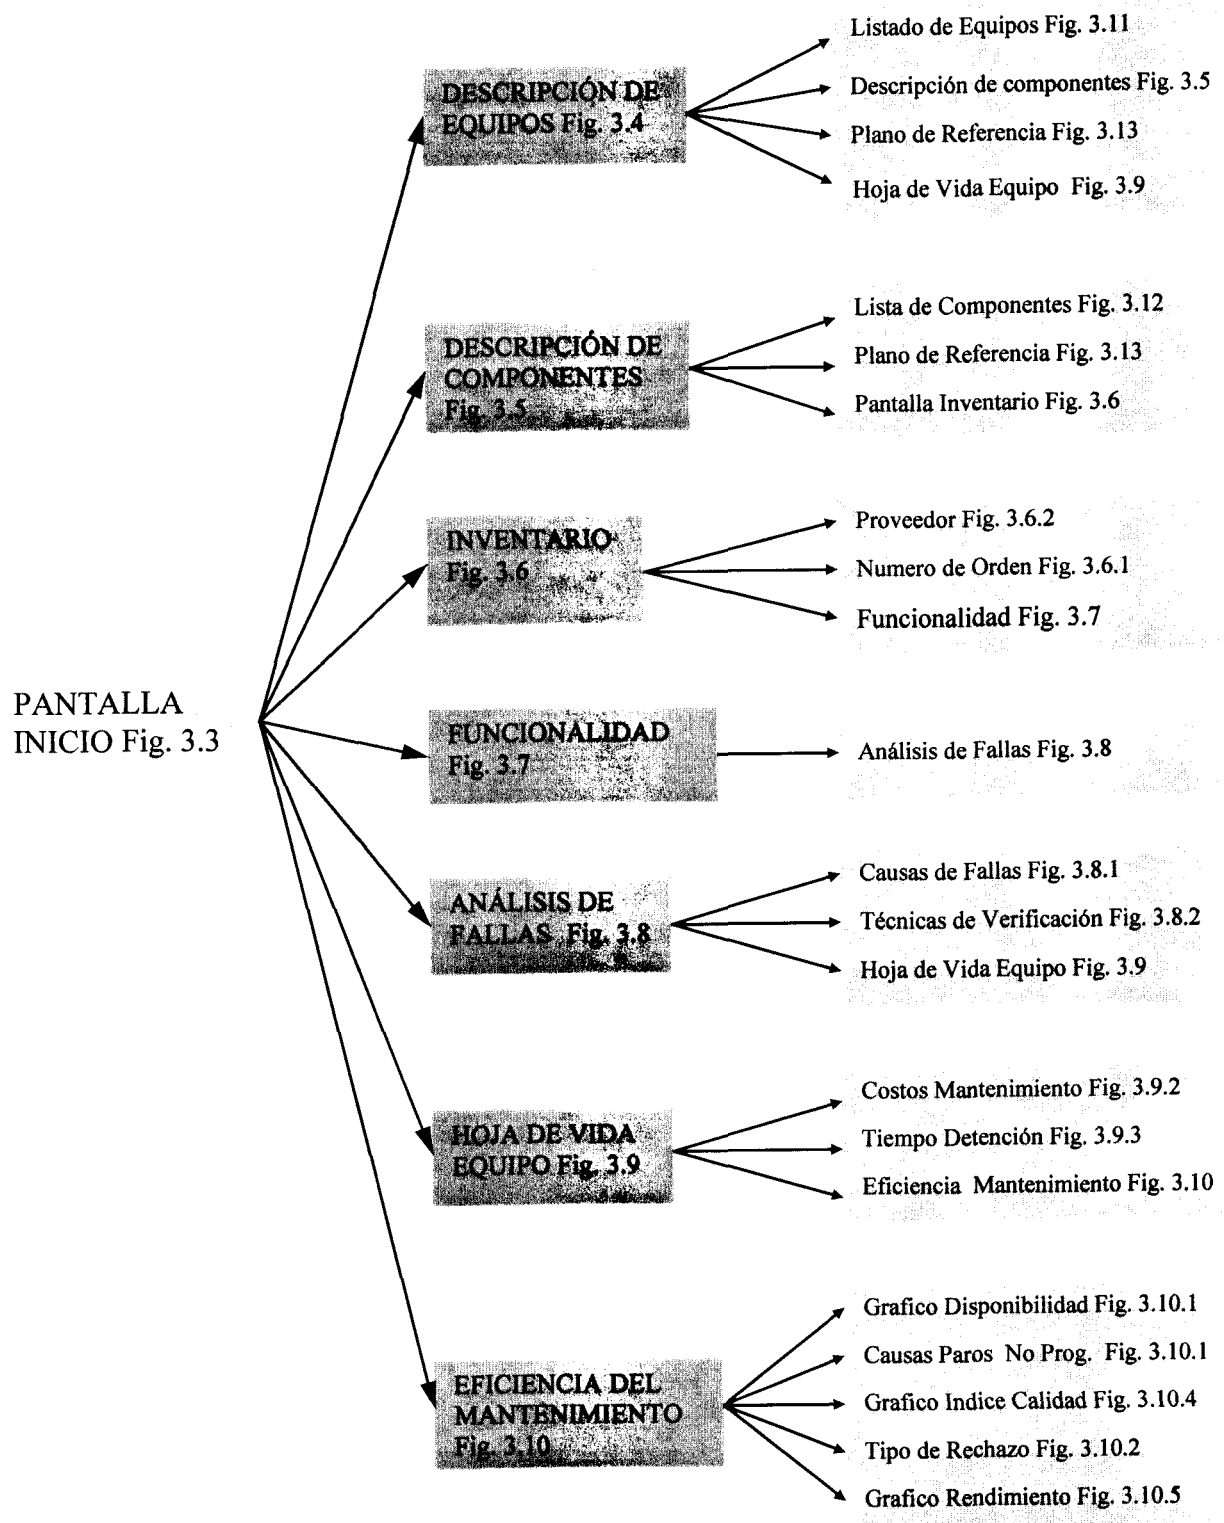 Listado de Equipos Fig. 3.11
DESCRIPCIÓN DE
EQUIPOS Fig. 3.4
Descripción de componentes Fig. 3.5
Plano de Referencia Fig. 3.13
Hoja de Vida Equipo Fig. 3.9
Lista de Componentes Fig. 3.12
DESCRIPCIÓN DE
COMPONENTES
Fig. 3.5
Plano de Referencia Fig. 3.13
Pantalla Inventario Fig. 3.6
INVENTARIO
Fig. 3.6
Proveedor Fig. 3.6.2
Numero de Orden Fig. 3.6.1
Funcionalidad Fig. 3.7
PANTALLA
INICIO Fig. 3.3
FUNCIONALIDAD
Fig. 3.7
Análisis de Fallas Fig. 3.8
ANÁLISIS DE
FALLAS Fig. 3.8
Causas de Fallas Fig. 3.8.1
Técnicas de Verificación Fig. 3.8.2
Hoja de Vida Equipo Fig. 3.9
HOJA DE VIDA
EQUIPO Fig. 3.9
Costos Mantenimiento Fig. 3.9.2
Tiempo Detención Fig. 3.9.3
Eficiencia Mantenimiento Fig. 3.10
EFICIENCIA DEL
MANTENIMIENTO
Fig. 3.10
Grafico Disponibilidad Fig. 3.10.1
Causas Paros No Prog. Fig. 3.10.1
Grafico Indice Calidad Fig. 3.10.4
Tipo de Rechazo Fig. 3.10.2
Grafico Rendimiento Fig. 3.10.5